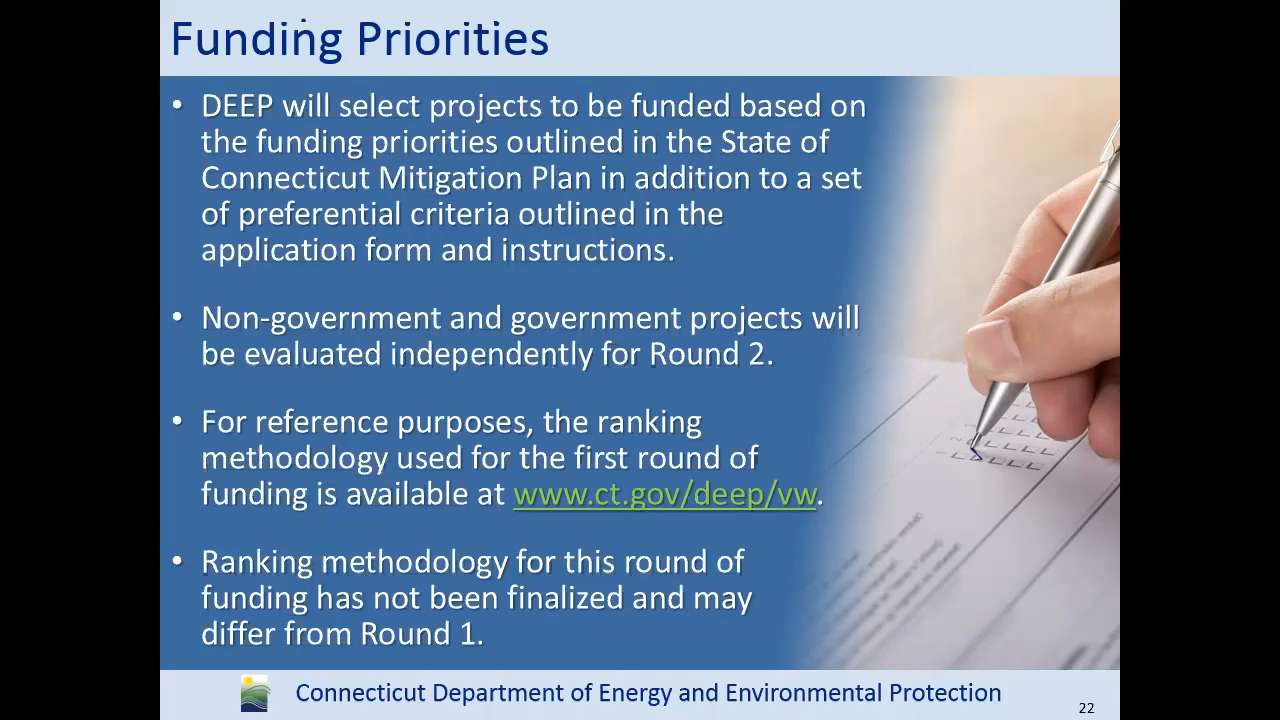 Funding Priorities
• DEEP will select projects to be funded based on
the funding priorities outlined in the State of
Connecticut Mitigation Plan in addition to a set
of preferential criteria outlined in the
application form and instructions.
• Non-government and government projects will
be evaluated independently for Round 2.
• For reference purposes, the ranking
methodology used for the first round of
funding is available at www.ct.gov/deep/vw.
• Ranking methodology for this round of
funding has not been finalized and may
differ from Round 1.
Connecticut Department of Energy and Environmental Protection
22